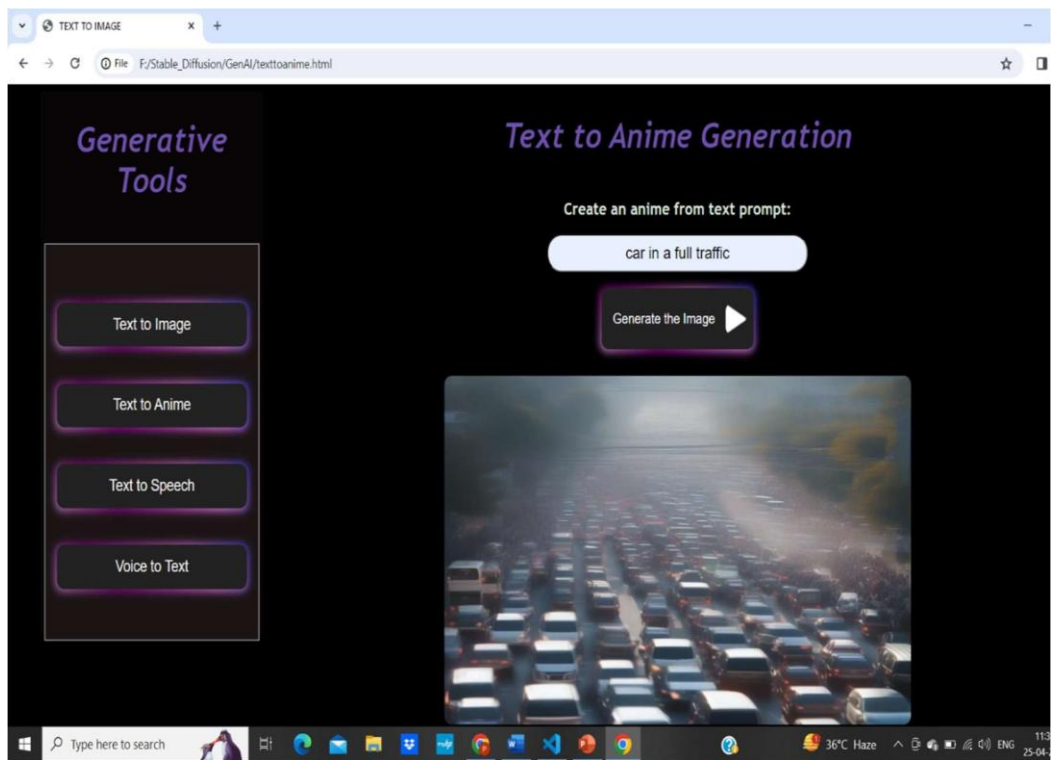 TEXT TO IMAGE
File F:/Stable_Diffusion/GenAI/texttoanime.html
Generative
Tools
Text to Image
Text to Anime
Text to Speech
Voice to Text
Text to Anime Generation
Create an anime from text prompt:
car in a full traffic
Generate the Image
Type here to search
36°C Haze
ENG